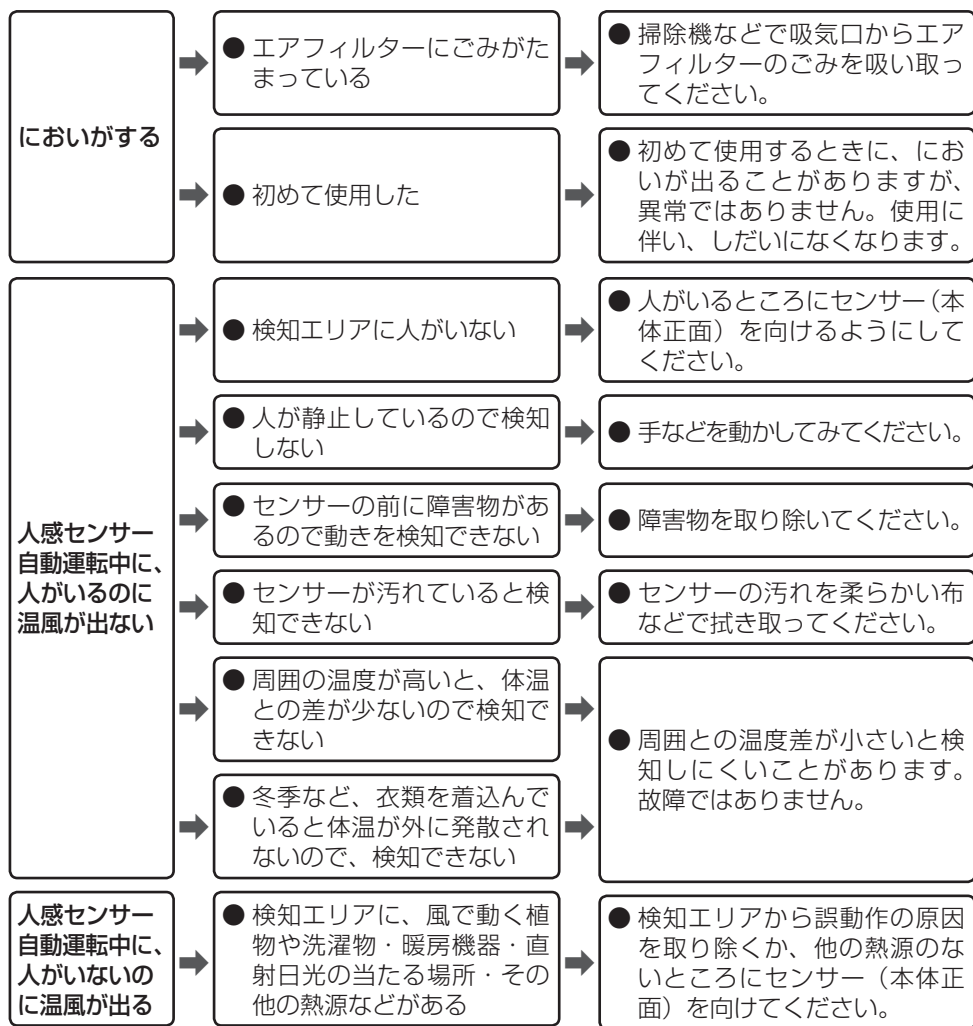 においがする
● エアフィルターにごみがた
まっている
● 掃除機などで吸気口からエア
フィルターのごみを吸い取っ
てください。
● 初めて使用した
● 初めて使用するときに、にお
いが出ることがありますが、
異常ではありません。使用に
伴い、しだいになくなります。
人感センサー
自動運転中に、
人がいるのに
温風が出ない
● 検知エリアに人がいない
● 人がいるところにセンサー（本
体正面）を向けるようにして
ください。
● 人が静止しているので検知
しない
● 手などを動かしてみてください。
● センサーの前に障害物があ
るので動きを検知できない
● 障害物を取り除いてください。
● センサーが汚れていると検
知できない
● センサーの汚れを柔らかい布
などで拭き取ってください。
● 周囲の温度が高いと、体温
との差が少ないので検知で
きない
● 冬季など、衣類を着込んで
いると体温が外に発散され
ないので、検知できない
● 周囲との温度差が小さいと検
知しにくいことがあります。
故障ではありません。
人感センサー
自動運転中に、
人がいないの
に温風が出る
● 検知エリアに、風で動く植
物や洗濯物・暖房機器・直
射日光の当たる場所・その
他の熱源などがある
● 検知エリアから誤動作の原因
を取り除くか、他の熱源のな
いところにセンサー（本体正
面）を向けてください。